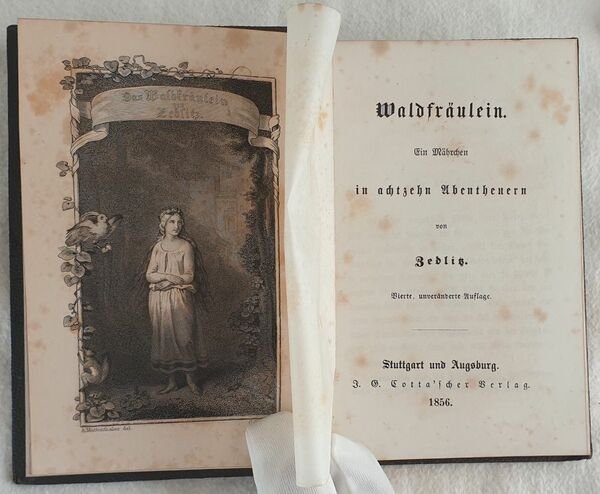 Das Waldfräulein
Zedlitz.
Waldfräulein.
Ein Mährchen
in achtzehn Abentheuern
von
Zedlitz.
Vierte, unveränderte Auflage.
Stuttgart und Augsburg.
J. G. Cotta'scher Verlag.
1856.